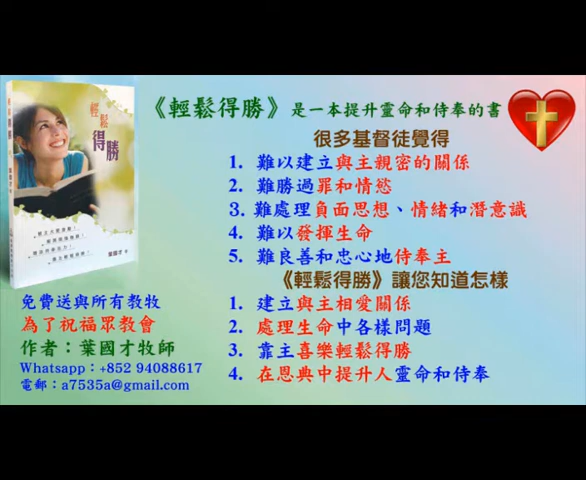 《輕鬆得勝》是一本提升靈命和侍奉的書
很多基督徒覺得
1. 難以建立與主親密的關係
2. 難勝過罪和情慾
3. 難處理負面思想、情緒和潛意識
4. 難以發揮生命
5. 難良善和忠心地侍奉主
《輕鬆得勝》讓您知道怎樣
1. 建立與主相愛關係
2. 處理生命中各樣問題
3. 靠主喜樂輕鬆得勝
4. 在恩典中提升人靈命和侍奉
輕鬆
得勝
葉國才 著
免費送與所有教牧
為了祝福眾教會
作者：葉國才牧師
Whatsapp：+852 94088617
電郵：a7535a@gmail.com